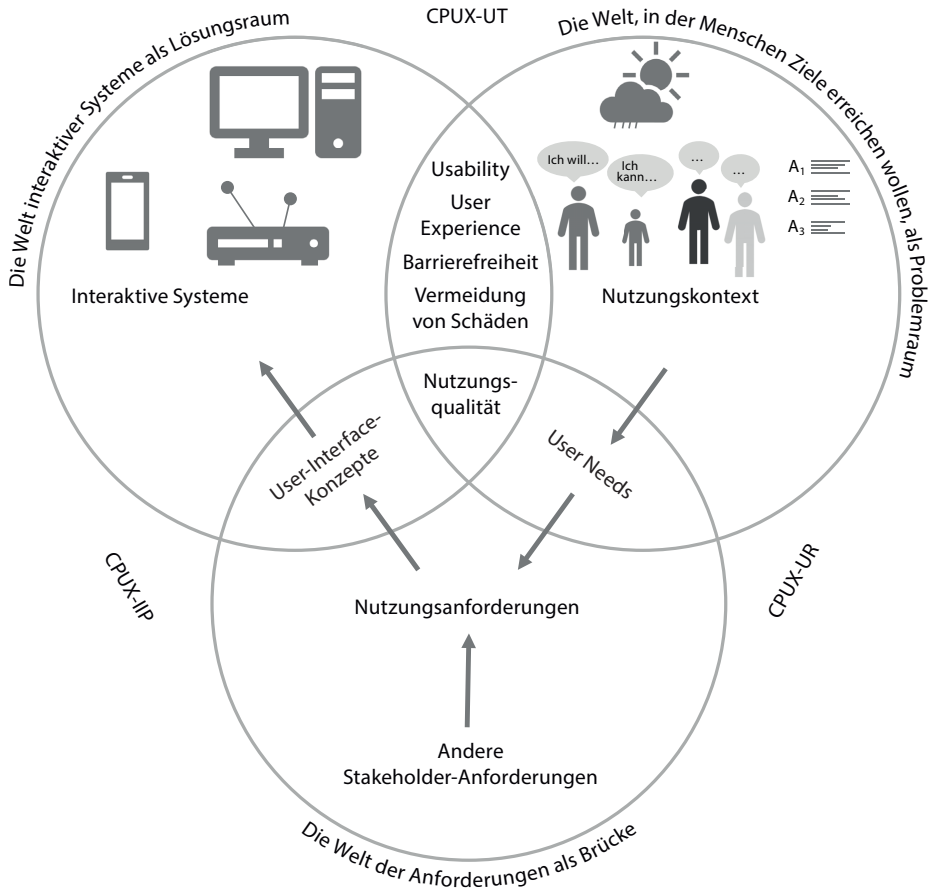 CPUX-UT
Die Welt interaktiver Systeme als Lösungsraum
Die Welt, in der Menschen Ziele erreichen wollen, als Problemraum
Usability
User
Experience
Barrierefreiheit
Vermeidung
von Schäden
Ich will…
Ich
kann…
…
…
A1
A2
A3
Interaktive Systeme
Nutzungskontext
Nutzungs-
qualität
User-Interface-
Konzepte
User Needs
CPUX-IIP
CPUX-UR
Nutzungsanforderungen
Andere
Stakeholder-Anforderungen
Die Welt der Anforderungen als Brücke